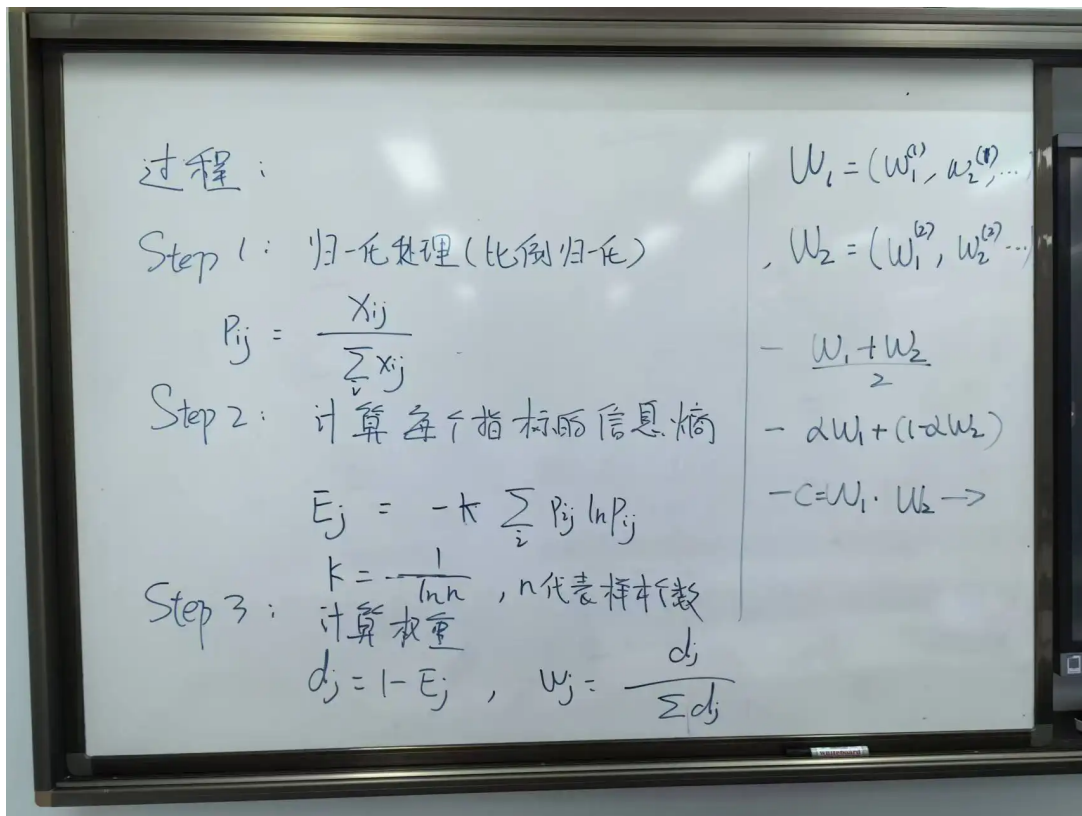 过程：
Step 1： 归一化处理(比例归一化)
Pij = Xij / ∑i Xij
Step 2： 计算每个指标的信息熵
Ej = -k ∑i Pij lnPij
k = 1 / lnn ，n代表样本个数
Step 3： 计算权重
dj = 1 - Ej ， Wj = dj / ∑dj
W1 = (W1^(1), W2^(1), ...
, W2 = (W1^(2), W2^(2) ...
- W1 + W2 / 2
- αW1 + (1-αW2)
- C=W1 · W2 →